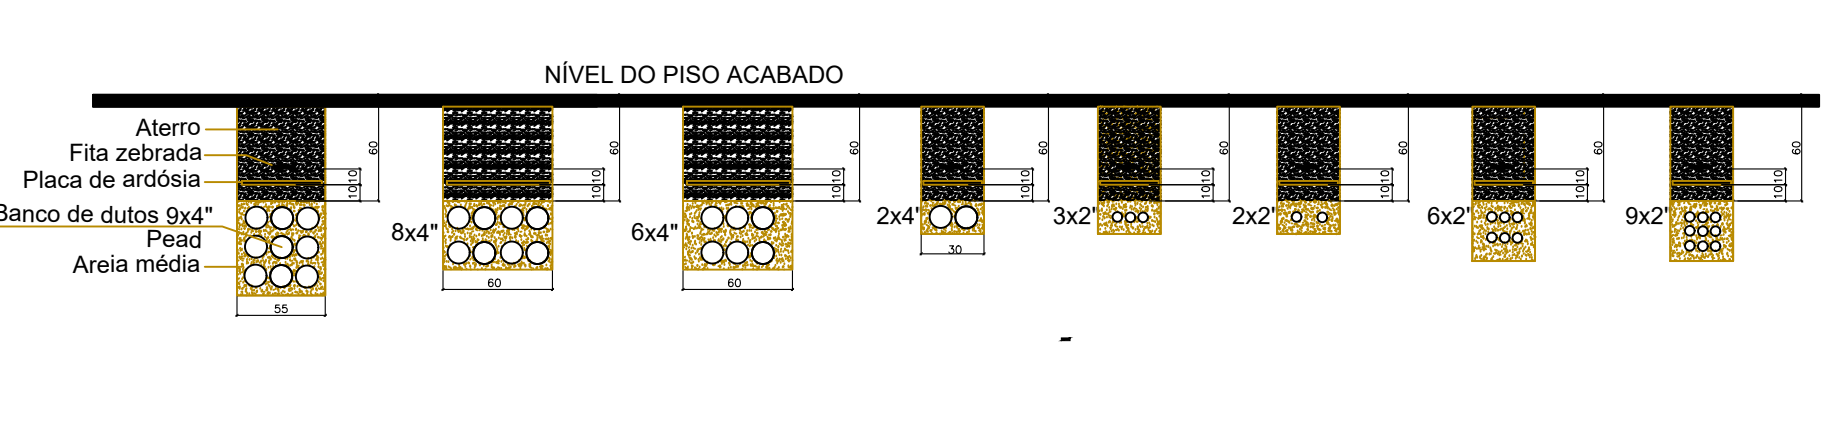 NÍVEL DO PISO ACABADO
Aterro
Fita zebrada
Placa de ardósia
Banco de dutos 9x4"
Pead
Areia média
60
10
10
55
8x4"
60
10
10
60
6x4"
60
10
10
60
2x4'
60
10
10
30
3x2'
60
10
10
2x2'
60
10
10
6x2'
60
10
10
9x2'
60
10
10